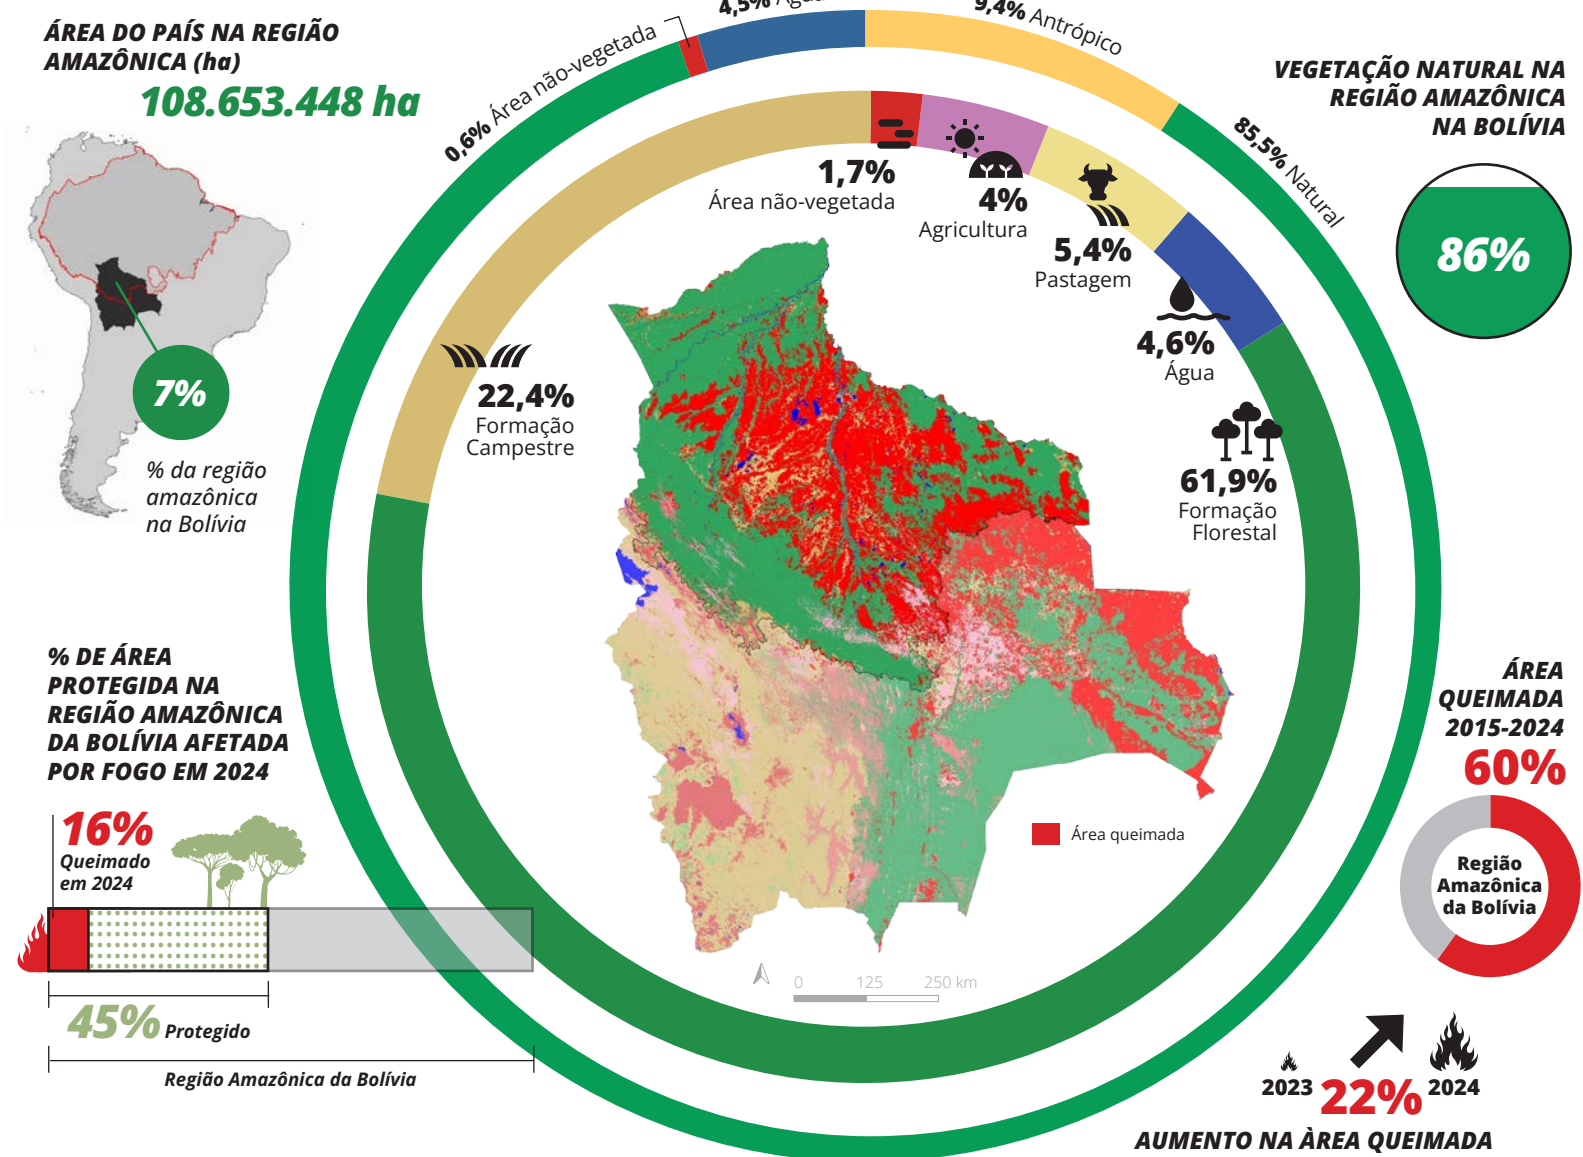 ÁREA DO PAÍS NA REGIÃO
AMAZÔNICA (ha)
108.653.448 ha
7%
% da região
amazônica
na Bolívia
0,6% Área não-vegetada
4,5% Água
9,4% Antrópico
85,5% Natural
1,7%
Área não-vegetada
4%
Agricultura
5,4%
Pastagem
4,6%
Água
61,9%
Formação
Florestal
22,4%
Formação
Campestre
VEGETAÇÃO NATURAL NA
REGIÃO AMAZÔNICA
NA BOLÍVIA
86%
% DE ÁREA
PROTEGIDA NA
REGIÃO AMAZÔNICA
DA BOLÍVIA AFETADA
POR FOGO EM 2024
16%
Queimado
em 2024
45% Protegido
Região Amazônica da Bolívia
Área queimada
0 125 250 km
ÁREA
QUEIMADA
2015-2024
60%
Região
Amazônica
da Bolívia
2023 22% 2024
AUMENTO NA ÀREA QUEIMADA